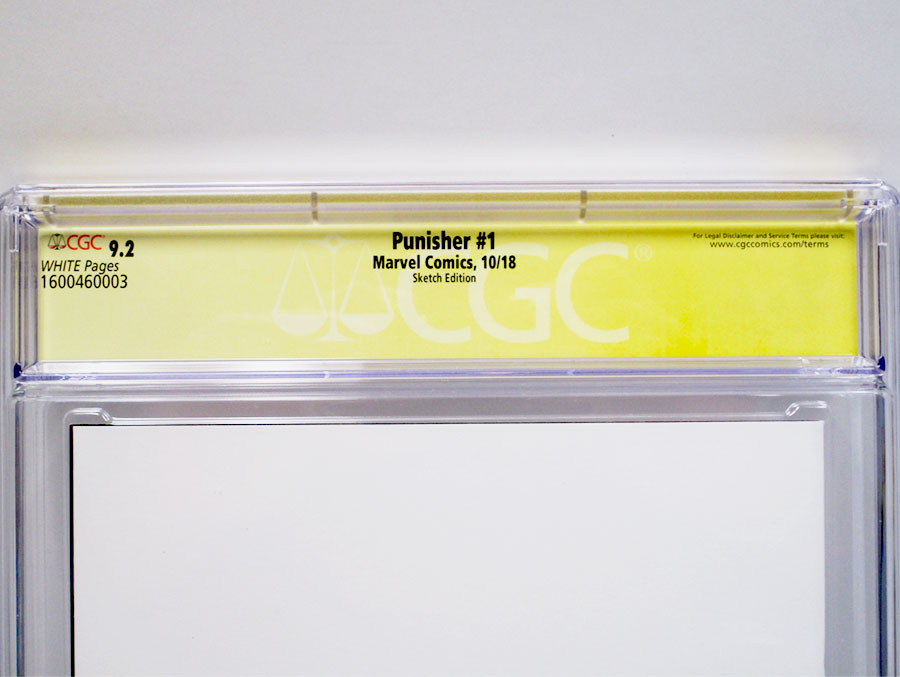 CGC 9.2
WHITE Pages
1600460003
Punisher #1
Marvel Comics, 10/18
Sketch Edition
For Legal Disclaimer and Service Terms please visit:
www.cgccomics.com/terms
CGC®